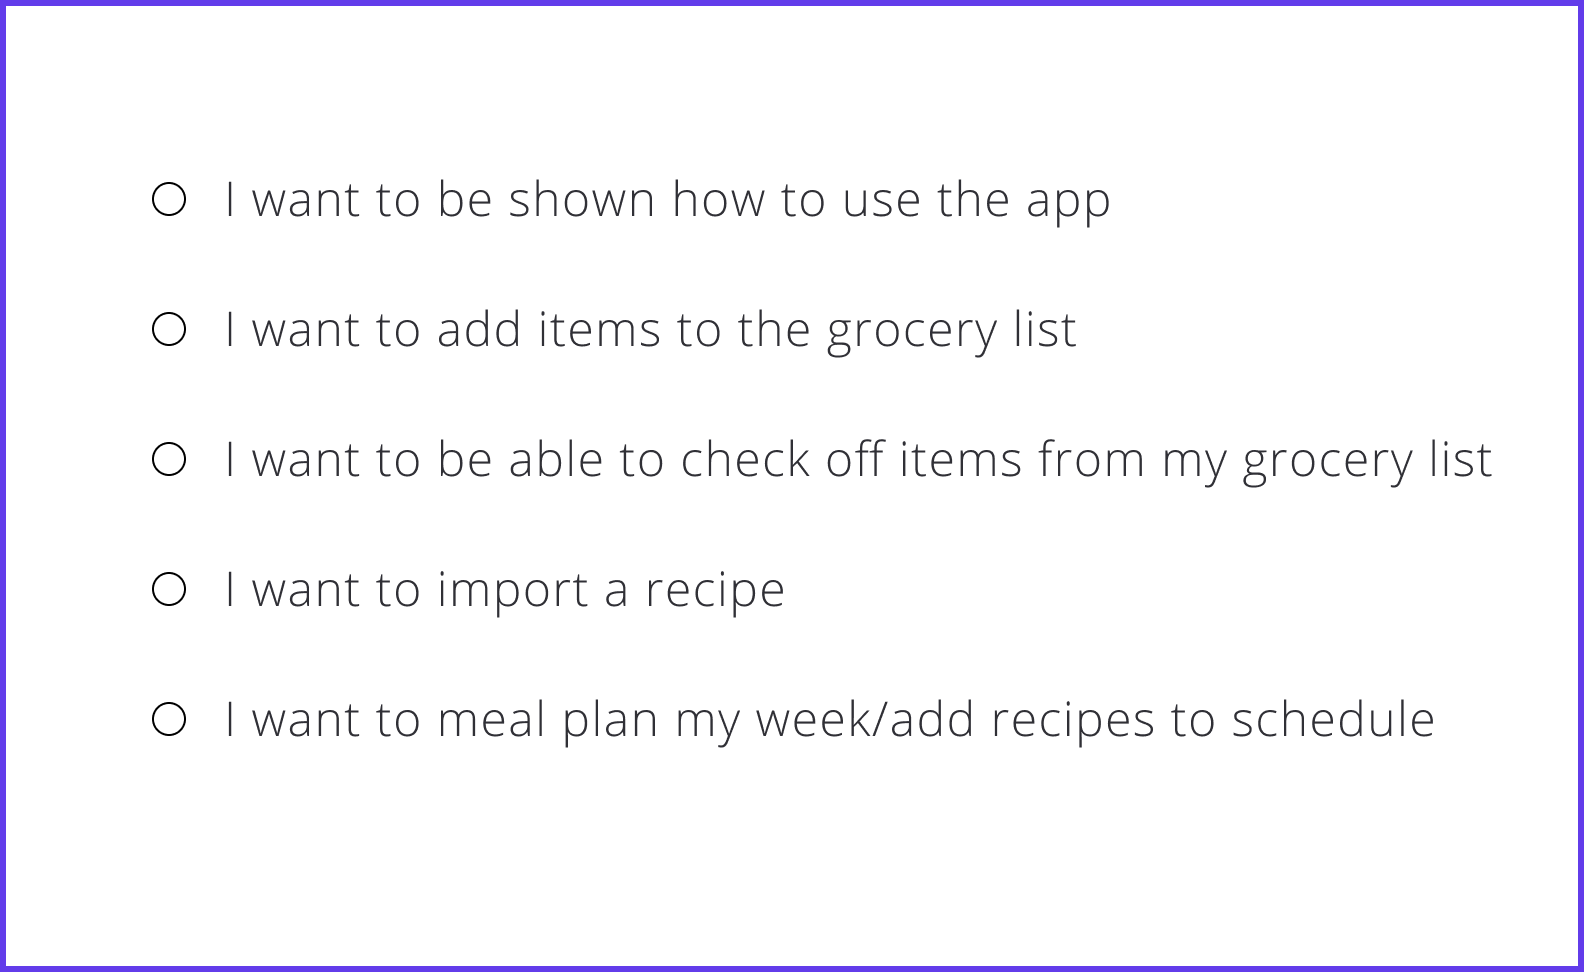 I want to be shown how to use the app
I want to add items to the grocery list
I want to be able to check off items from my grocery list
I want to import a recipe
I want to meal plan my week/add recipes to schedule